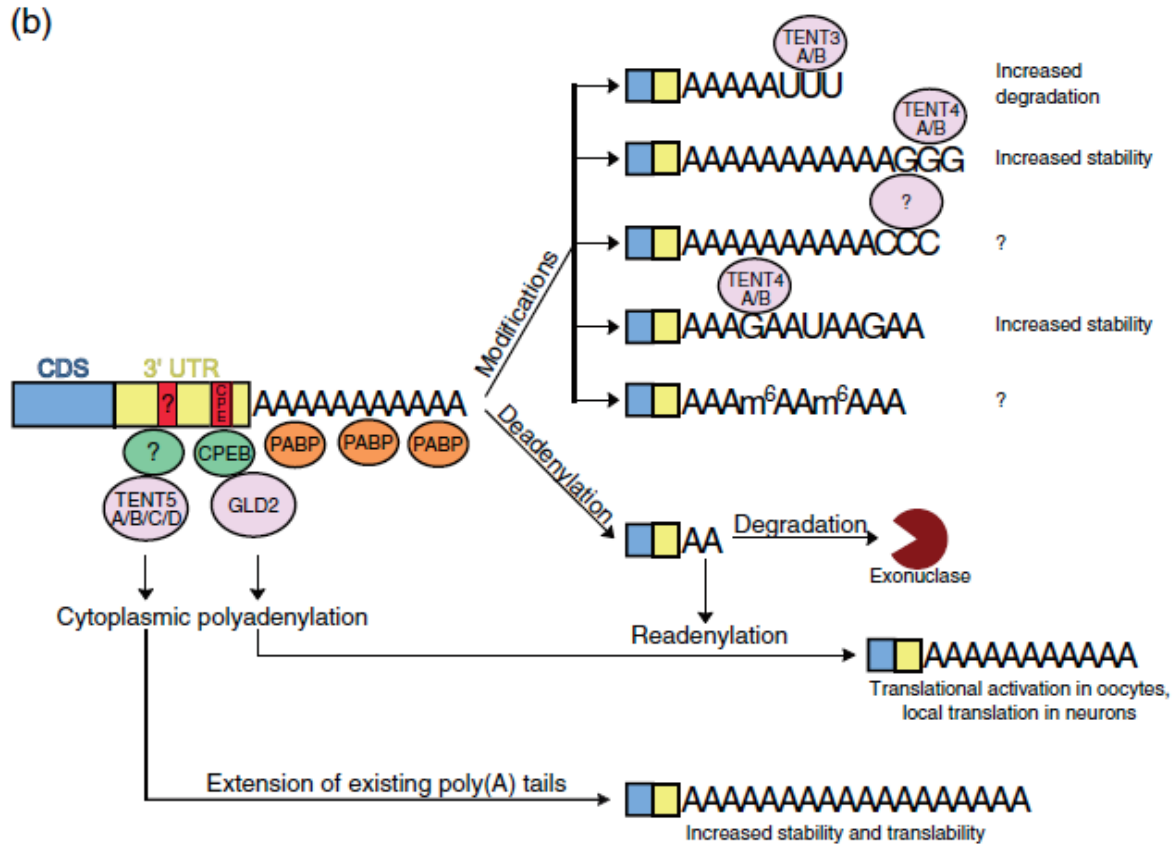 (b)
TENT3
A/B
AAAAAUUU
Increased
degradation
TENT4
A/B
AAAAAAAAAAAGGG
Increased stability
?
AAAAAAAAAACCC
?
TENT4
A/B
AAAGAAUAAGAA
Increased stability
AAAm⁶AAm⁶AAA
?
Modifications
CDS
3' UTR
?
CPE
AAAAAAAAAAA
?
CPEB
PABP
PABP
PABP
TENT5
A/B/C/D
GLD2
Deadenylation
AA
Degradation
Exonuclease
Cytoplasmic polyadenylation
Readenylation
AAAAAAAAAAA
Translational activation in oocytes,
local translation in neurons
Extension of existing poly(A) tails
AAAAAAAAAAAAAAAAAA
Increased stability and translability